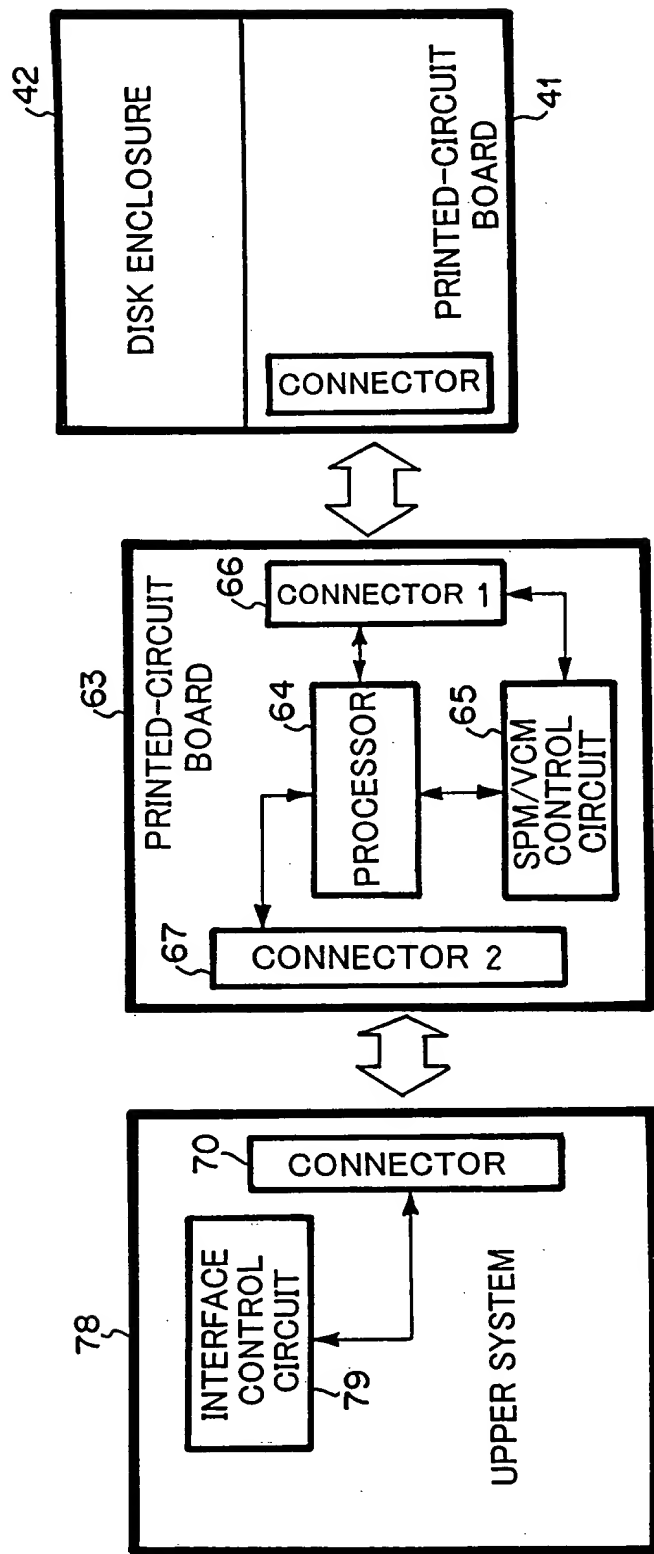 78
INTERFACE
CONTROL
CIRCUIT
79
70
CONNECTOR
UPPER SYSTEM
63
PRINTED-CIRCUIT
BOARD
67
CONNECTOR 2
64
PROCESSOR
66
CONNECTOR 1
65
SPM/VCM
CONTROL
CIRCUIT
42
DISK ENCLOSURE
CONNECTOR
PRINTED-CIRCUIT
BOARD
41